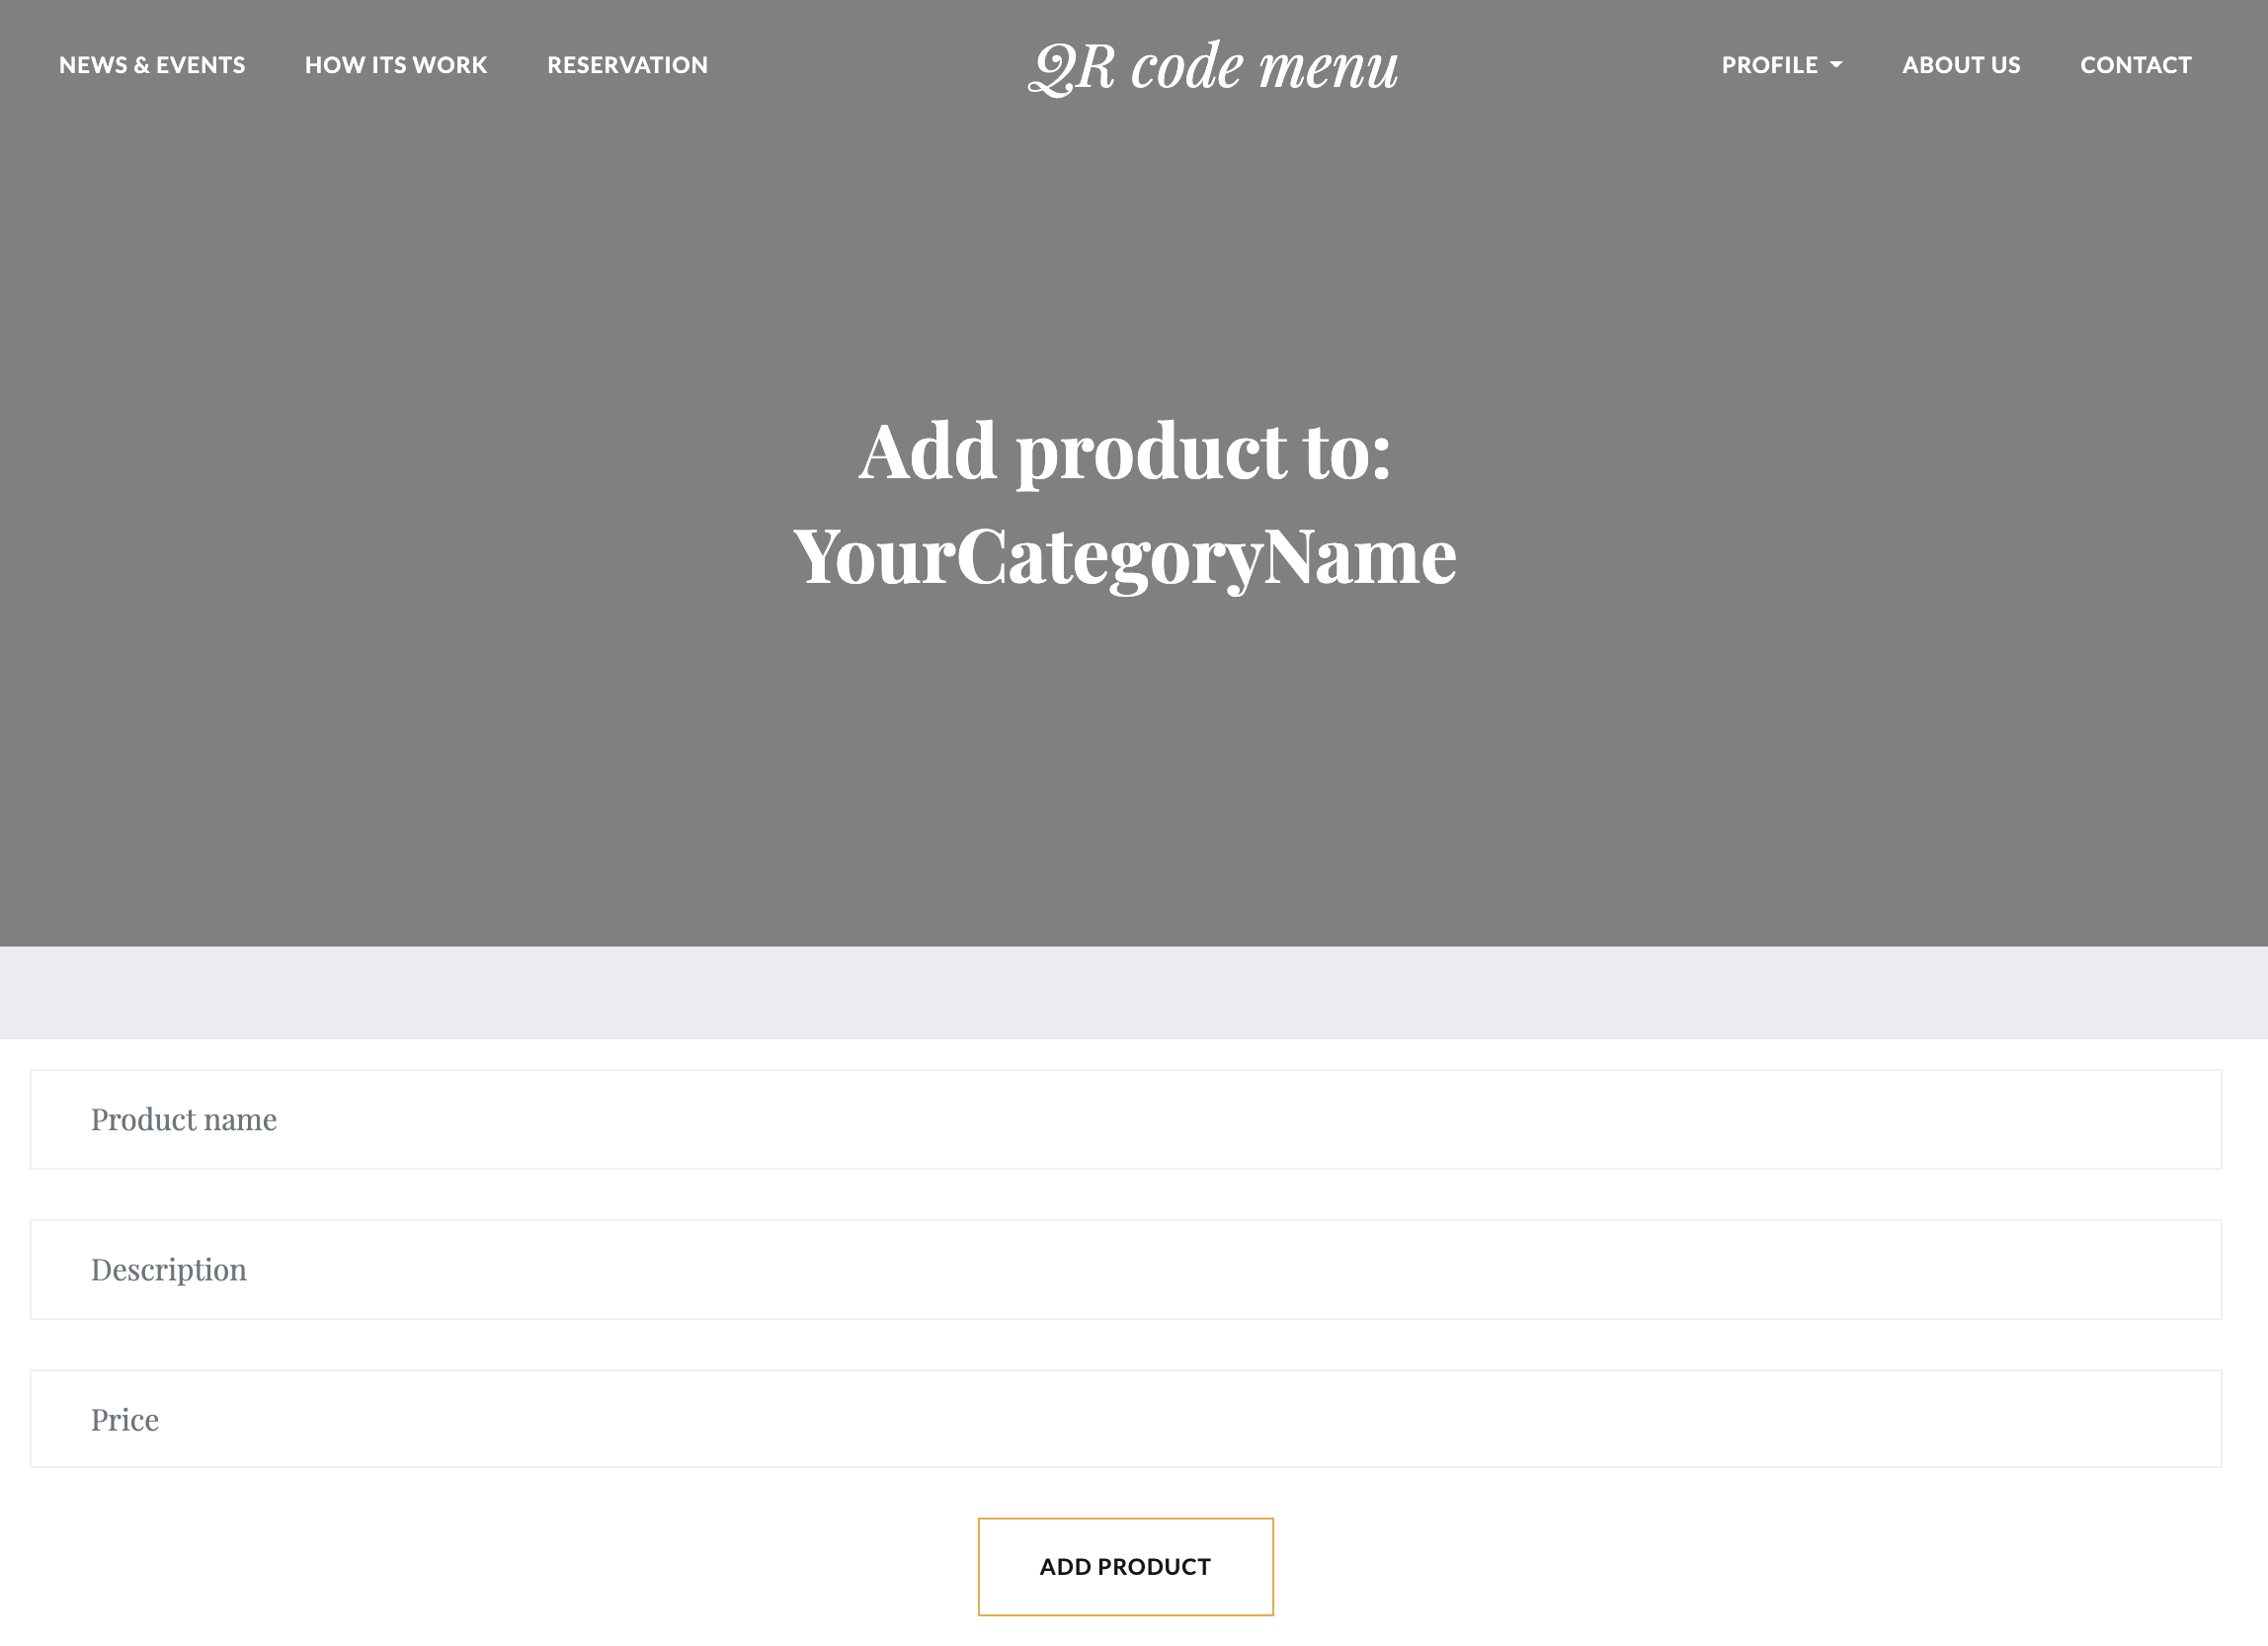 NEWS & EVENTS HOW ITS WORK RESERVATION QR code menu PROFILE ABOUT US CONTACT
Add product to:
YourCategoryName
Product name
Description
Price
ADD PRODUCT